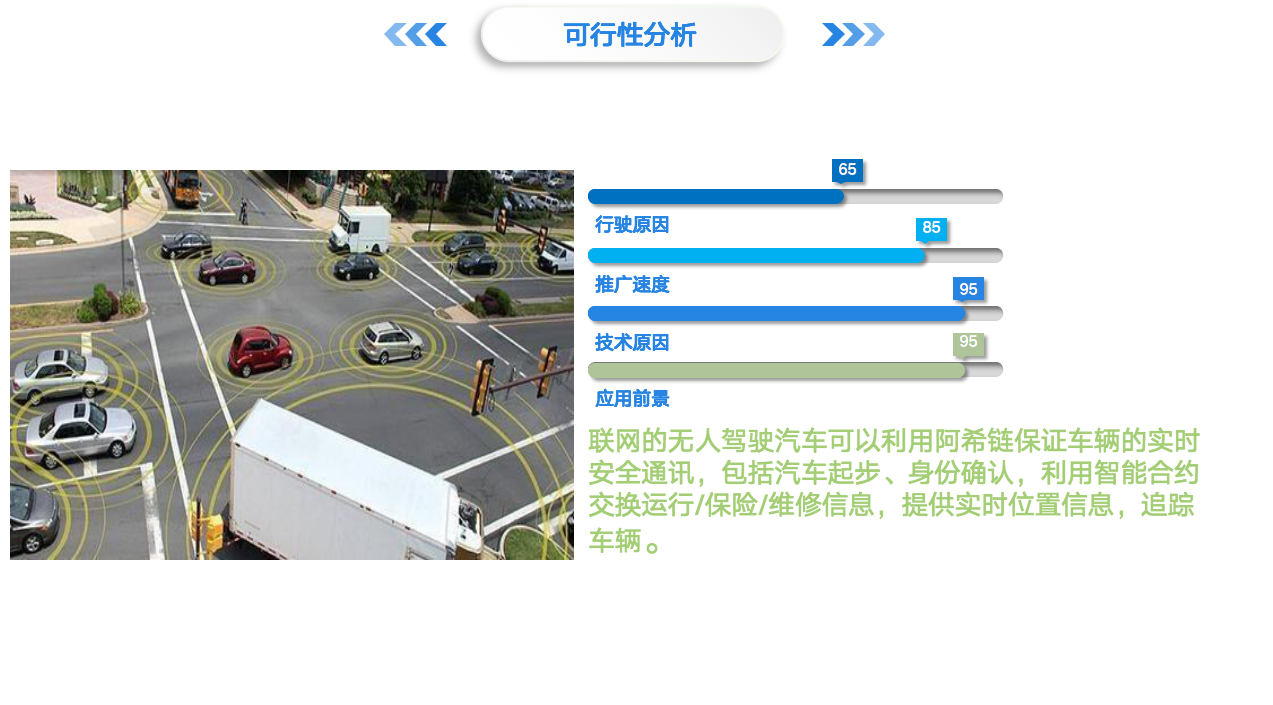 可行性分析
65
行驶原因
85
推广速度
95
技术原因
95
应用前景
联网的无人驾驶汽车可以利用阿希链保证车辆的实时
安全通讯，包括汽车起步、身份确认，利用智能合约
交换运行/保险/维修信息，提供实时位置信息，追踪
车辆。